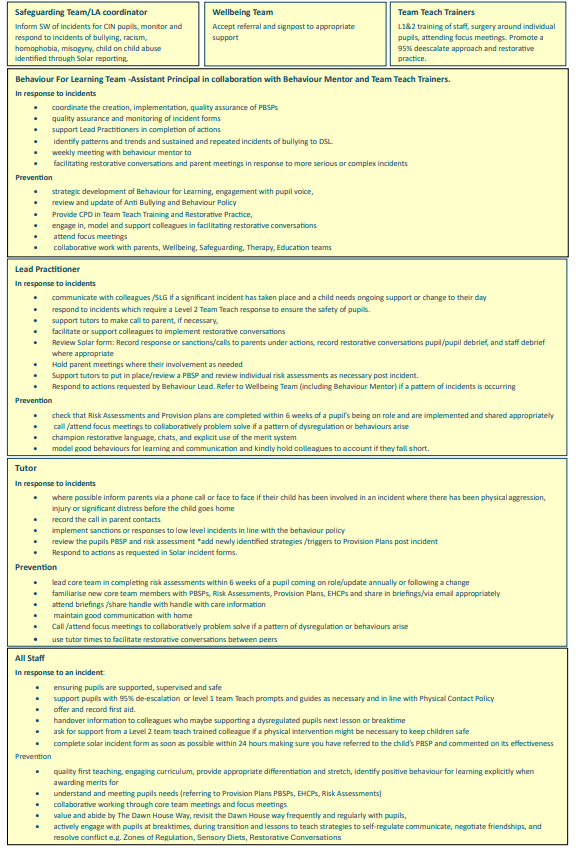 Safeguarding Team/LA coordinator
Inform SW of incidents for CIN pupils, monitor and
respond to incidents of bullying, racism,
homophobia, misogyny, child on child abuse
identified through Solar reporting,
Wellbeing Team
Accept referral and signpost to appropriate
support
Team Teach Trainers
L1&2 training of staff, surgery around individual
pupils, attending focus meetings. Promote a
95% deescalate approach and restorative
practice.
Behaviour For Learning Team -Assistant Principal in collaboration with Behaviour Mentor and Team Teach Trainers.
In response to incidents
• coordinate the creation, implementation, quality assurance of PBSPs
• quality assurance and monitoring of incident forms
• support Lead Practitioners in completion of actions
• identify patterns and trends and sustained and repeated incidents of bullying to DSL.
• weekly meeting with behaviour mentor to
• facilitating restorative conversations and parent meetings in response to more serious or complex incidents
Prevention
• strategic development of Behaviour for Learning, engagement with pupil voice,
• review and update of Anti Bullying and Behaviour Policy
• Provide CPD in Team Teach Training and Restorative Practice,
• engage in, model and support colleagues in facilitating restorative conversations
• attend focus meetings
• collaborative work with parents, Wellbeing, Safeguarding, Therapy, Education teams
Lead Practitioner
In response to incidents
• communicate with colleagues /SLG if a significant incident has taken place and a child needs ongoing support or change to their day
• respond to incidents which require a Level 2 Team Teach response to ensure the safety of pupils.
• support tutors to make call to parent, if necessary,
• facilitate or support colleagues to implement restorative conversations
• Review Solar form: Record response or sanctions/calls to parents under actions, record restorative conversations pupil/pupil debrief, and staff debrief
where appropriate
• Hold parent meetings where their involvement as needed
• Support tutors to put in place/review a PBSP and review individual risk assessments as necessary post incident.
• Respond to actions requested by Behaviour Lead. Refer to Wellbeing Team (including Behaviour Mentor) if a pattern of incidents is occurring
Prevention
• check that Risk Assessments and Provision plans are completed within 6 weeks of a pupil's being on role and are implemented and shared appropriately
• call /attend focus meetings to collaboratively problem solve if a pattern of dysregulation or behaviours arise
• champion restorative language, chats, and explicit use of the merit system
• model good behaviours for learning and communication and kindly hold colleagues to account if they fall short.
Tutor
In response to incidents
• where possible inform parents via a phone call or face to face if their child has been involved in an incident where there has been physical aggression,
injury or significant distress before the child goes home
• record the call in parent contacts
• implement sanctions or responses to low level incidents in line with the behaviour policy
• review the pupils PBSP and risk assessment *add newly identified strategies /triggers to Provision Plans post incident
• Respond to actions as requested in Solar incident forms.
Prevention
• lead core team in completing risk assessments within 6 weeks of a pupil coming on role/update annually or following a change
• familiarise new core team members with PBSPs, Risk Assessments, Provision Plans, EHCPs and share in briefings/via email appropriately
• attend briefings /share handle with handle with care information
• maintain good communication with home
• Call /attend focus meetings to collaboratively problem solve if a pattern of dysregulation or behaviours arise
• use tutor times to facilitate restorative conversations between peers
All Staff
In response to an incident:
• ensuring pupils are supported, supervised and safe
• support pupils with 95% de-escalation or level 1 team Teach prompts and guides as necessary and in line with Physical Contact Policy
• offer and record first aid.
• handover information to colleagues who maybe supporting a dysregulated pupils next lesson or breaktime
• ask for support from a Level 2 team teach trained colleague if a physical intervention might be necessary to keep children safe
• complete solar incident form as soon as possible within 24 hours making sure you have referred to the child's PBSP and commented on its effectiveness
Prevention
• quality first teaching, engaging curriculum, provide appropriate differentiation and stretch, identify positive behaviour for learning explicitly when
awarding merits for
• understand and meeting pupils needs (referring to Provision Plans PBSPs, EHCPs, Risk Assessments)
• collaborative working through core team meetings and focus meetings
• value and abide by The Dawn House Way, revisit the Dawn House way frequently and regularly with pupils,
• actively engage with pupils at breaktimes, during transition and lessons to teach strategies to self-regulate communicate, negotiate friendships, and
resolve conflict e.g. Zones of Regulation, Sensory Diets, Restorative Conversations